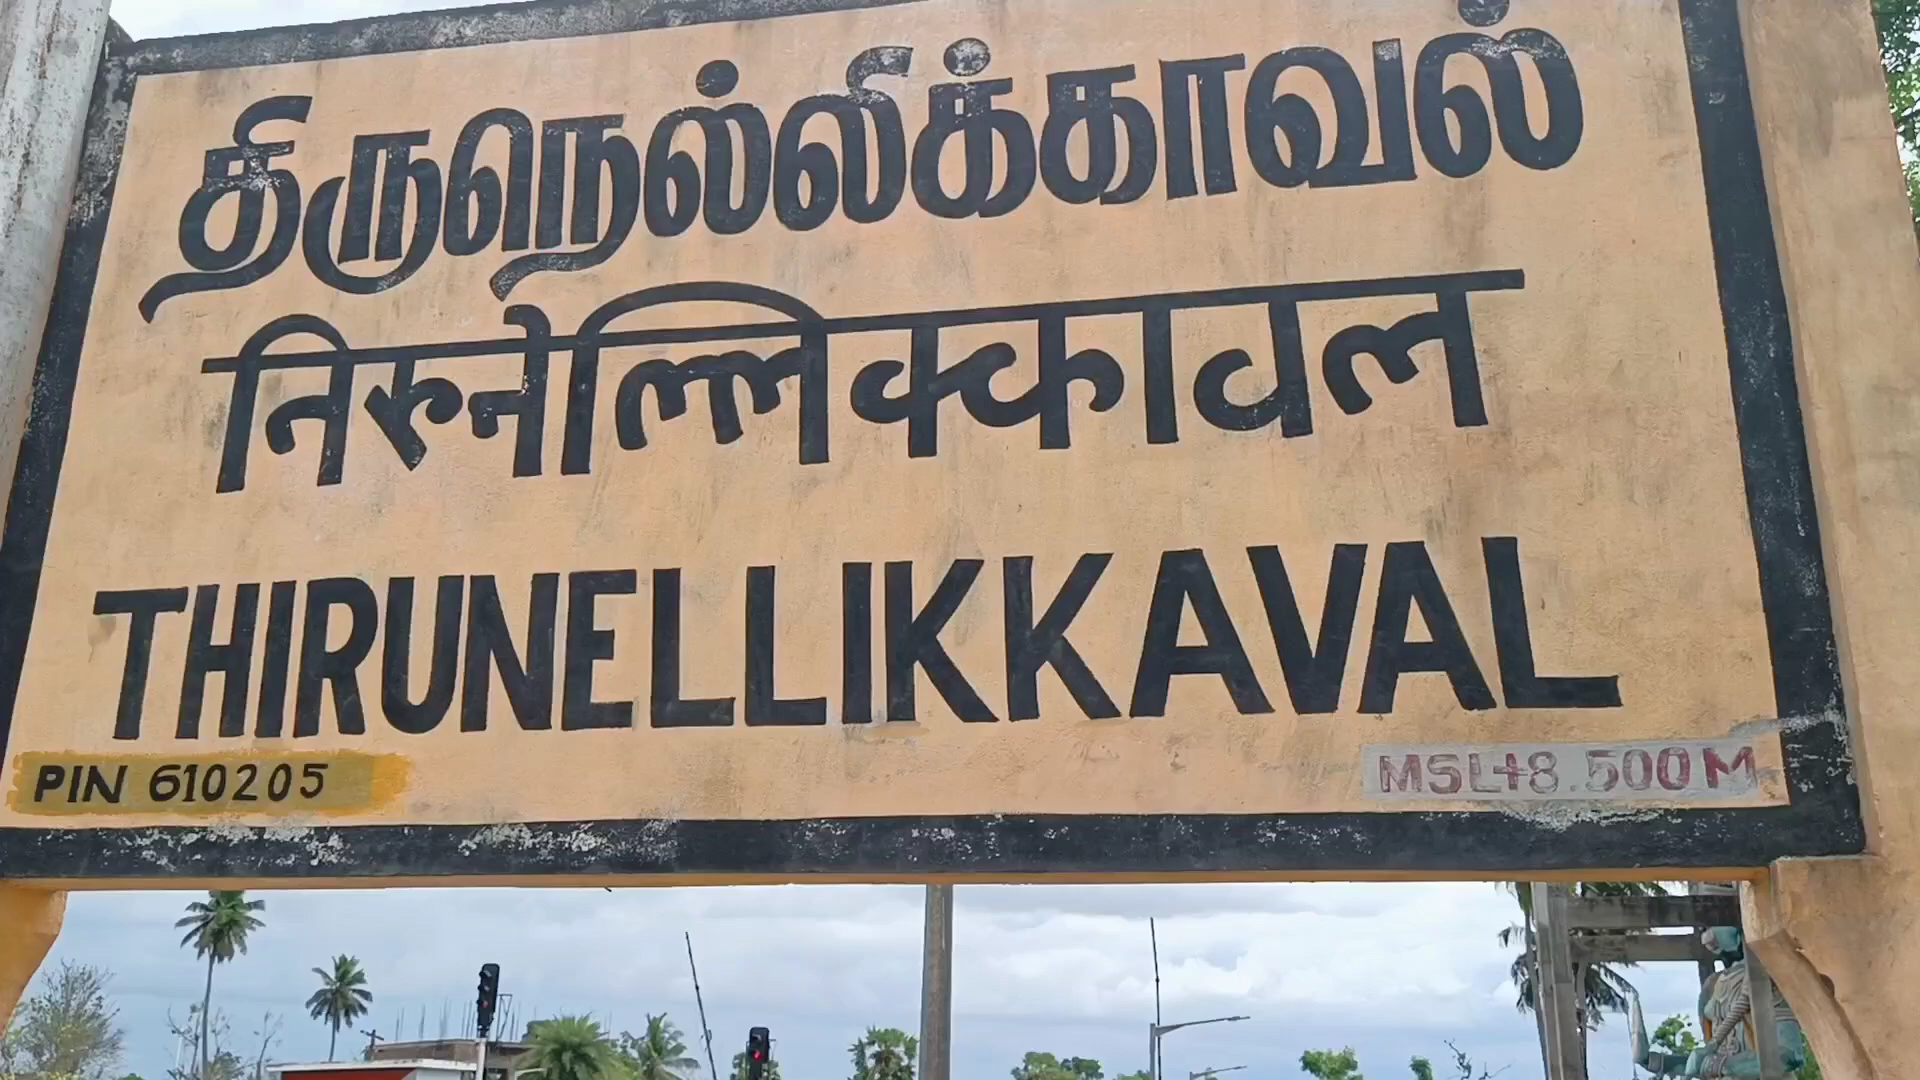 திருநெல்லிக்காவல்
तिरुनेल्लिक्कावल
THIRUNELLIKKAVAL
PIN 610205
MSL+8.500M